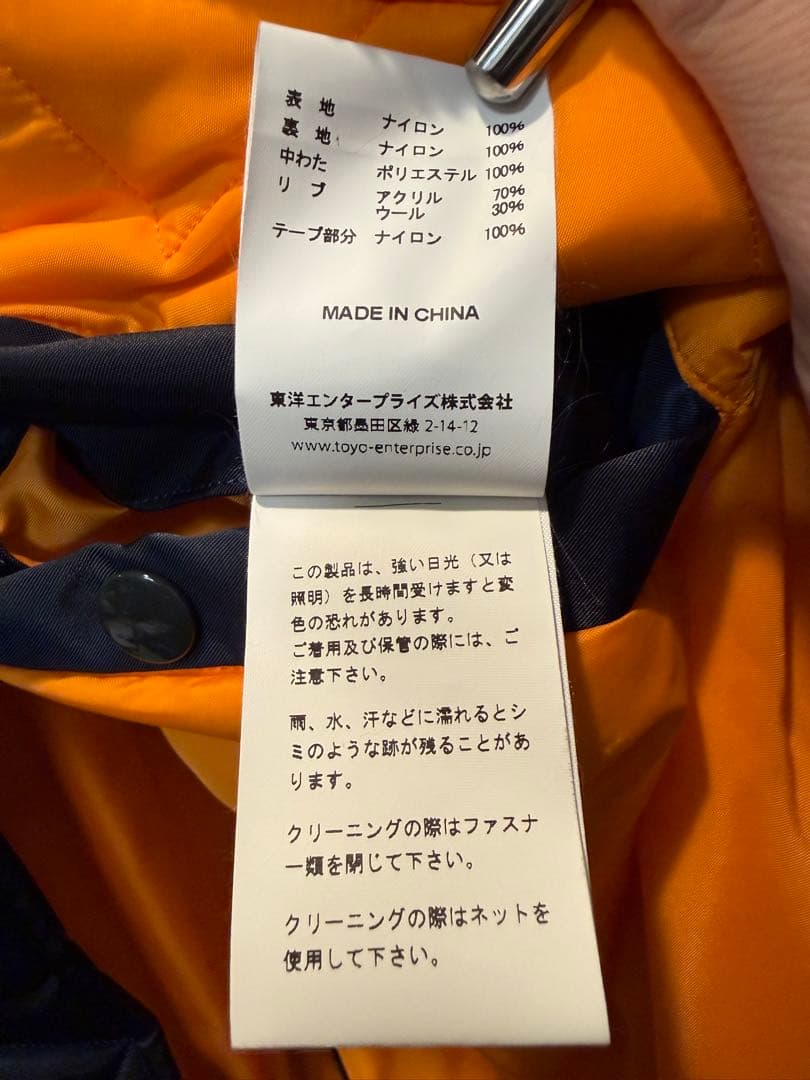 表地 ナイロン 100%
裏地 ナイロン 100%
中わた ポリエステル 100%
リブ アクリル 70%
ウール 30%
テープ部分 ナイロン 100%
MADE IN CHINA
東洋エンタープライズ株式会社
東京都墨田区緑 2-14-12
www.toyo-enterprise.co.jp
この製品は、強い日光（又は
照明）を長時間受けますと変
色の恐れがあります。
ご着用及び保管の際には、ご
注意下さい。
雨、水、汗などに濡れるとシ
ミのような跡が残ることがあ
ります。
クリーニングの際はファスナ
ー類を閉じて下さい。
クリーニングの際はネットを
使用して下さい。